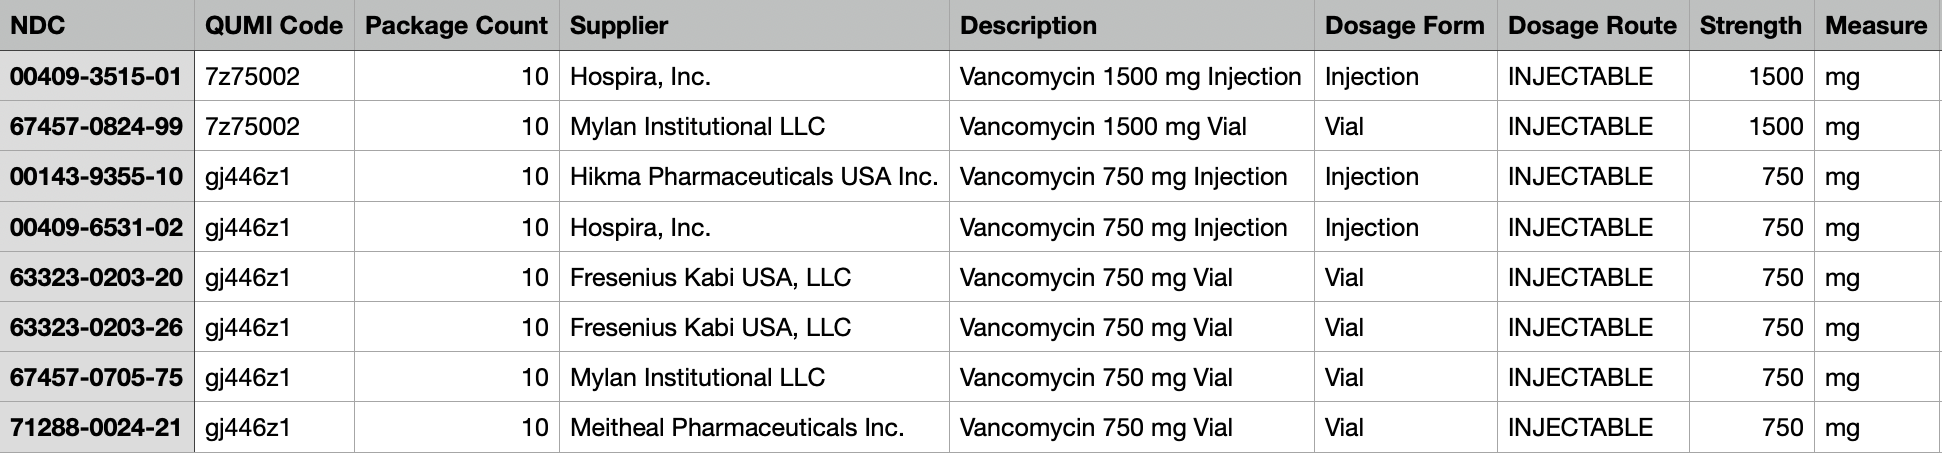 NDC QUMI Code Package Count Supplier Description Dosage Form Dosage Route Strength Measure
00409-3515-01 7z75002 10 Hospira, Inc. Vancomycin 1500 mg Injection Injection INJECTABLE 1500 mg
67457-0824-99 7z75002 10 Mylan Institutional LLC Vancomycin 1500 mg Vial Vial INJECTABLE 1500 mg
00143-9355-10 gj446z1 10 Hikma Pharmaceuticals USA Inc. Vancomycin 750 mg Injection Injection INJECTABLE 750 mg
00409-6531-02 gj446z1 10 Hospira, Inc. Vancomycin 750 mg Injection Injection INJECTABLE 750 mg
63323-0203-20 gj446z1 10 Fresenius Kabi USA, LLC Vancomycin 750 mg Vial Vial INJECTABLE 750 mg
63323-0203-26 gj446z1 10 Fresenius Kabi USA, LLC Vancomycin 750 mg Vial Vial INJECTABLE 750 mg
67457-0705-75 gj446z1 10 Mylan Institutional LLC Vancomycin 750 mg Vial Vial INJECTABLE 750 mg
71288-0024-21 gj446z1 10 Meitheal Pharmaceuticals Inc. Vancomycin 750 mg Vial Vial INJECTABLE 750 mg